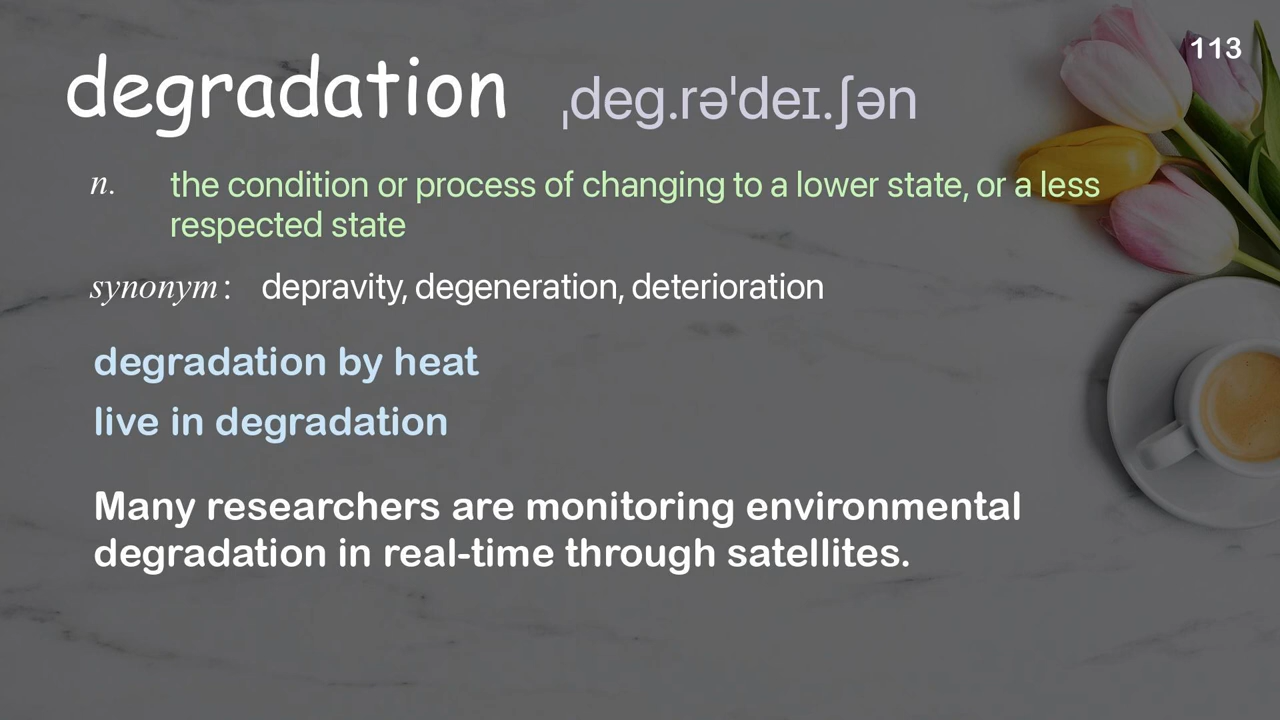 113
degradation ˌdeg.rəˈdeɪ.ʃən
n. the condition or process of changing to a lower state, or a less
respected state
synonym: depravity, degeneration, deterioration
degradation by heat
live in degradation
Many researchers are monitoring environmental
degradation in real-time through satellites.